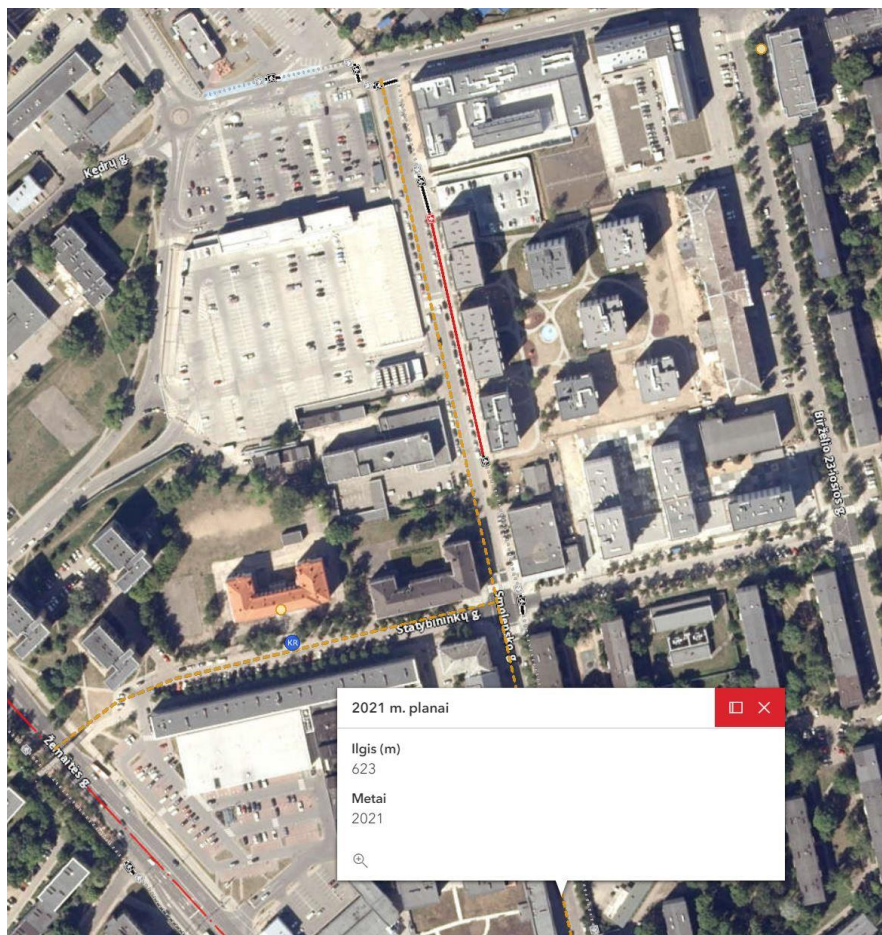 Kedrų g.
Birželio 23-iosios g.
Smolensko g.
Statybininkų g.
KR
Žemaitės g.
2021 m. planai
Ilgis (m)
623
Metai
2021